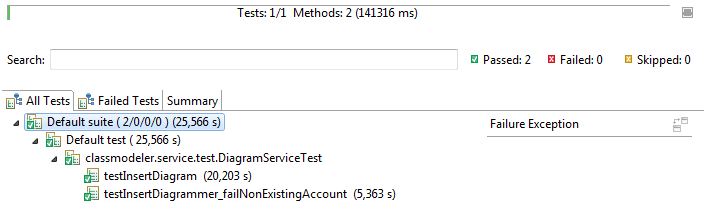 Tests: 1/1 Methods: 2 (141316 ms)
Search:
Passed: 2
Failed: 0
Skipped: 0
All Tests
Failed Tests
Summary
Default suite ( 2/0/0/0 ) (25,566 s)
Failure Exception
Default test ( 25,566 s)
classmodeler.service.test.DiagramServiceTest
testInsertDiagram (20,203 s)
testInsertDiagrammer_failNonExistingAccount (5,363 s)